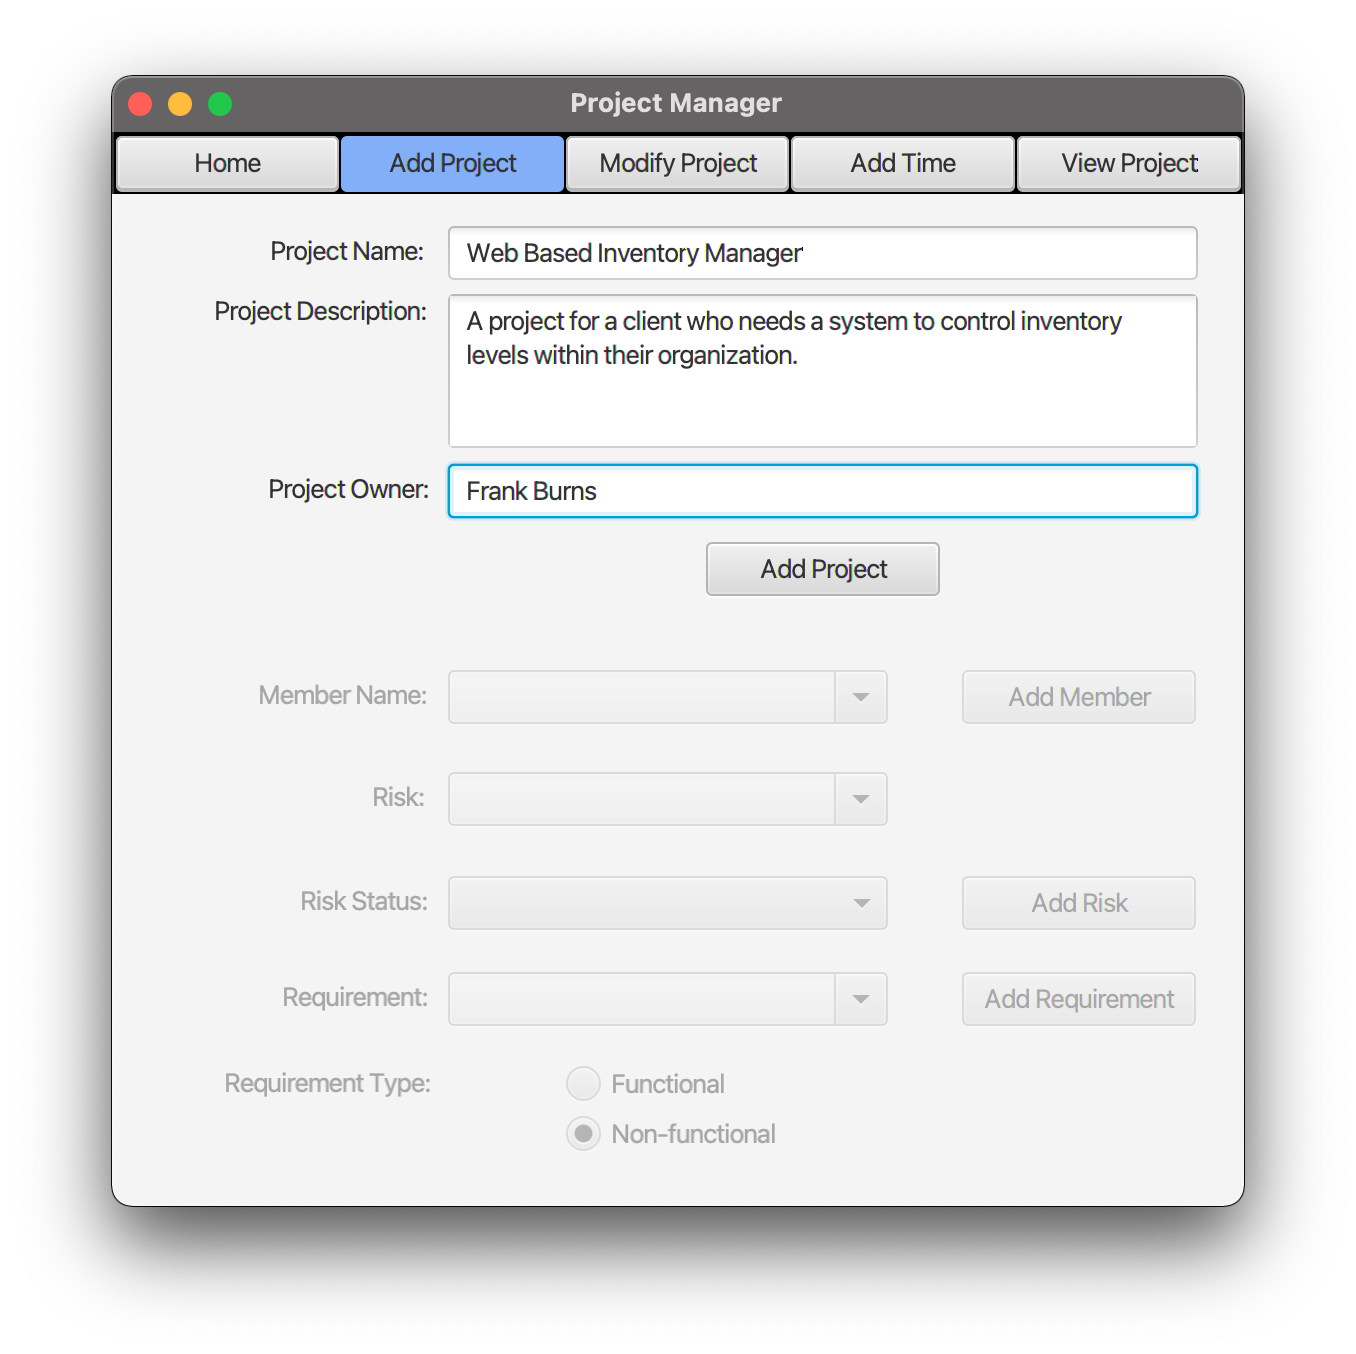 Project Manager
Home
Add Project
Modify Project
Add Time
View Project
Project Name:
Web Based Inventory Manager
Project Description:
A project for a client who needs a system to control inventory
levels within their organization.
Project Owner:
Frank Burns
Add Project
Member Name:
Add Member
Risk:
Risk Status:
Add Risk
Requirement:
Add Requirement
Requirement Type:
Functional
Non-functional